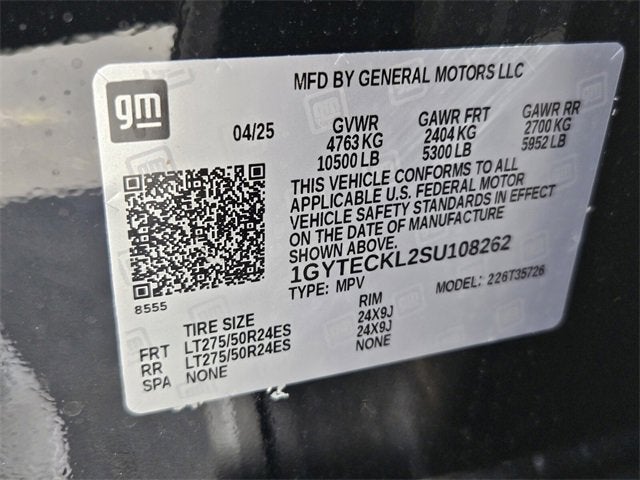 MFD BY GENERAL MOTORS LLC
gm
04/25
GVWR GAWR FRT GAWR RR
4763 KG 2404 KG 2700 KG
10500 LB 5300 LB 5952 LB
THIS VEHICLE CONFORMS TO ALL
APPLICABLE U.S. FEDERAL MOTOR
VEHICLE SAFETY STANDARDS IN EFFECT
ON THE DATE OF MANUFACTURE
SHOWN ABOVE.
1GYTECKL2SU108262
TYPE: MPV MODEL: 226T35726
8555
TIRE SIZE RIM
FRT LT275/50R24ES 24X9J
RR LT275/50R24ES 24X9J
SPA NONE NONE